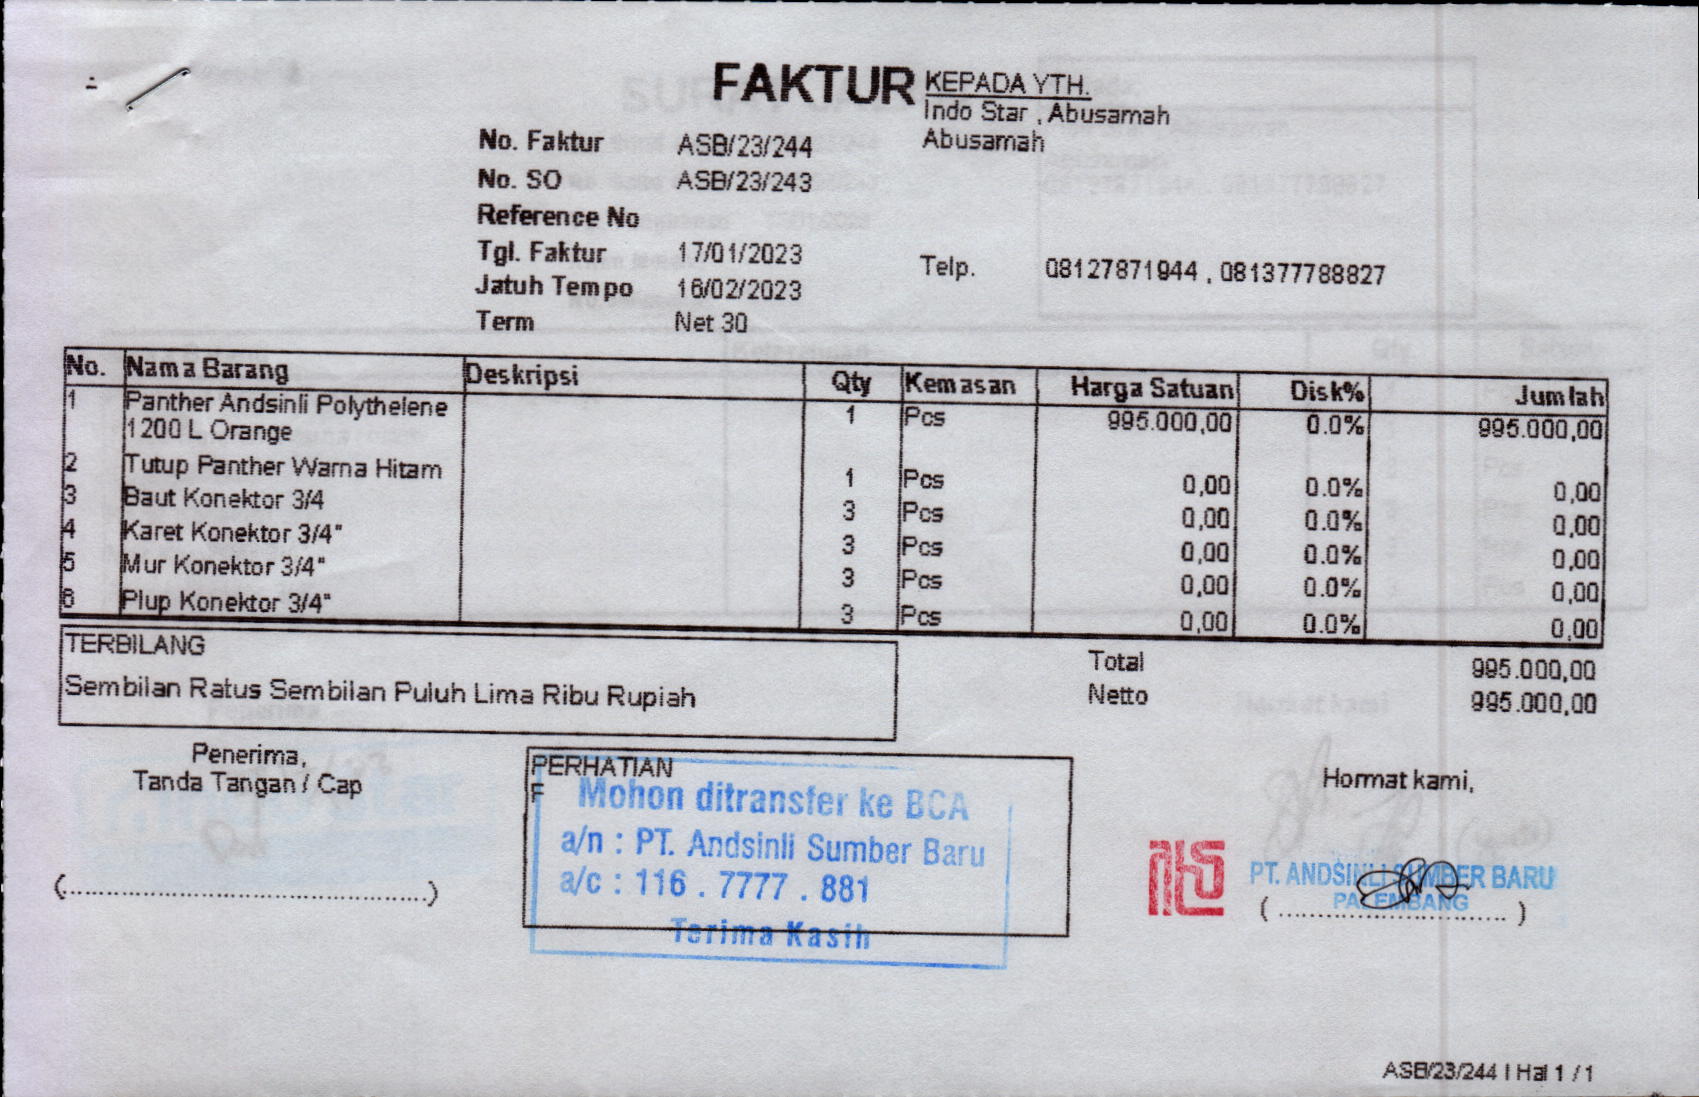 FAKTUR
KEPADA YTH.
Indo Star , Abusamah
Abusamah
No. Faktur ASB/23/244
No. SO ASB/23/243
Reference No
Tgl. Faktur 17/01/2023
Jatuh Tempo 16/02/2023
Term Net 30
Telp. 08127871944 , 081377788827
No. Nama Barang Deskripsi Qty Kemasan Harga Satuan Disk% Jumlah
1 Panther Andsinli Polythelene 1 Pcs 995.000,00 0.0% 995.000,00
1200 L Orange
2 Tutup Panther Warna Hitam 1 Pcs 0,00 0.0% 0,00
3 Baut Konektor 3/4 3 Pcs 0,00 0.0% 0,00
4 Karet Konektor 3/4" 3 Pcs 0,00 0.0% 0,00
5 Mur Konektor 3/4" 3 Pcs 0,00 0.0% 0,00
6 Plup Konektor 3/4" 3 Pcs 0,00 0.0% 0,00
TERBILANG
Sembilan Ratus Sembilan Puluh Lima Ribu Rupiah
Total 995.000,00
Netto 995.000,00
Penerima,
Tanda Tangan / Cap
(...........................................)
PERHATIAN
F
Mohon ditransfer ke BCA
a/n : PT. Andsinli Sumber Baru
a/c : 116 . 7777 . 881
Terima Kasih
Hormat kami,
PT. ANDSINLI SUMBER BARU
PALEMBANG
(...............................)
ASB/23/244 | Hal 1 / 1